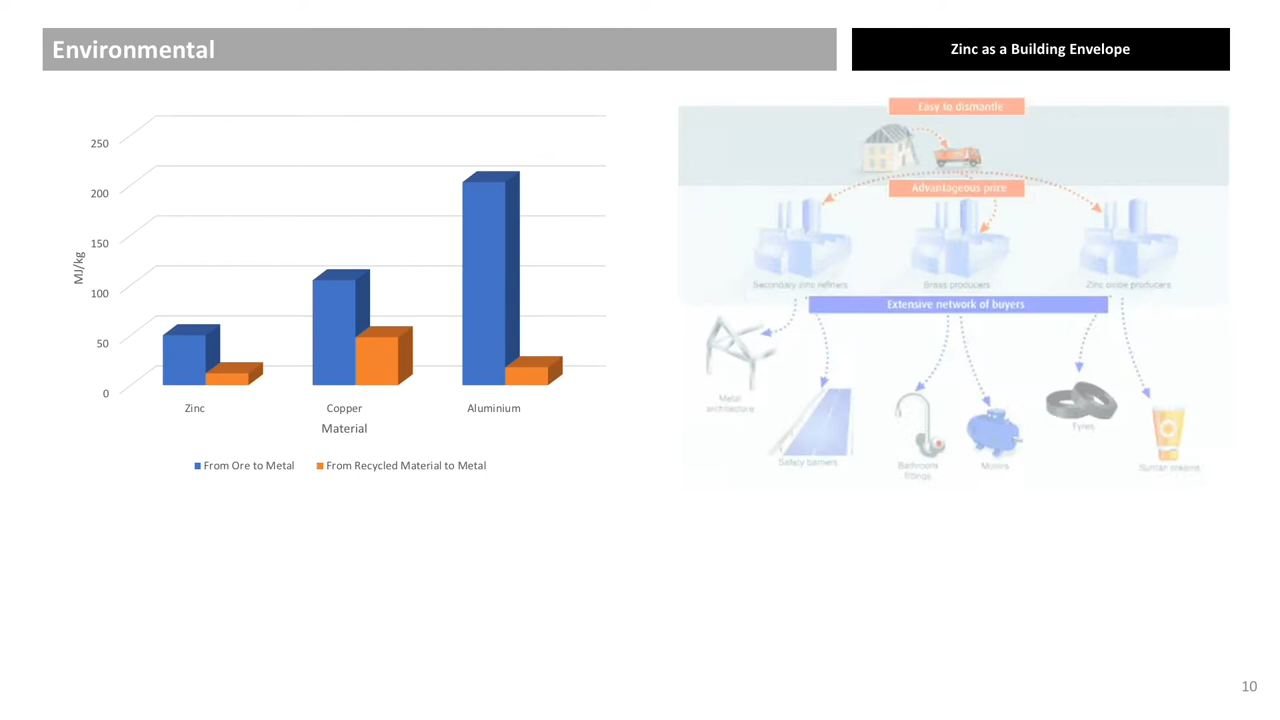 Environmental
Zinc as a Building Envelope
250
200
150
100
50
0
MJ/kg
Zinc
Copper
Aluminium
Material
From Ore to Metal
From Recycled Material to Metal
Easy to dismantle
Advantageous price
Secondary zinc refiners
Brass producers
Zinc oxide producers
Extensive network of buyers
Metal
architecture
Safety barriers
Bathroom
fittings
Motors
Tyres
Suntan creams
10